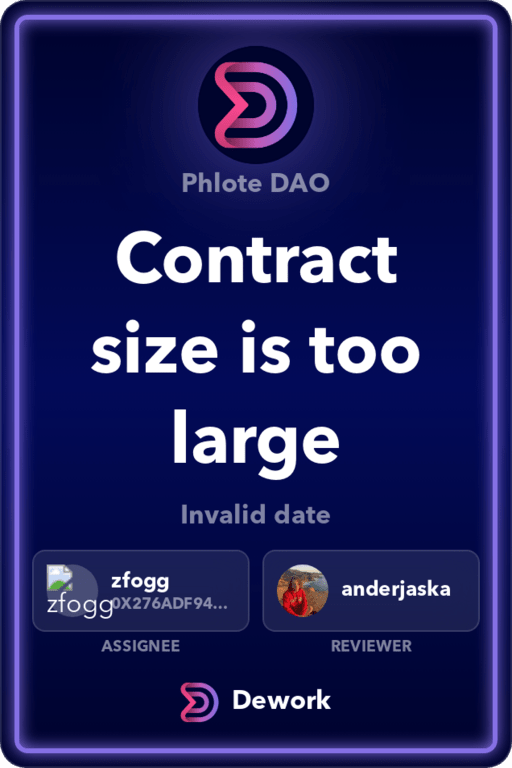 Phlote DAO
Contract
size is too
large
Invalid date
zfogg
zfogg
0X276ADF94...
anderjaska
ASSIGNEE
REVIEWER
Dework